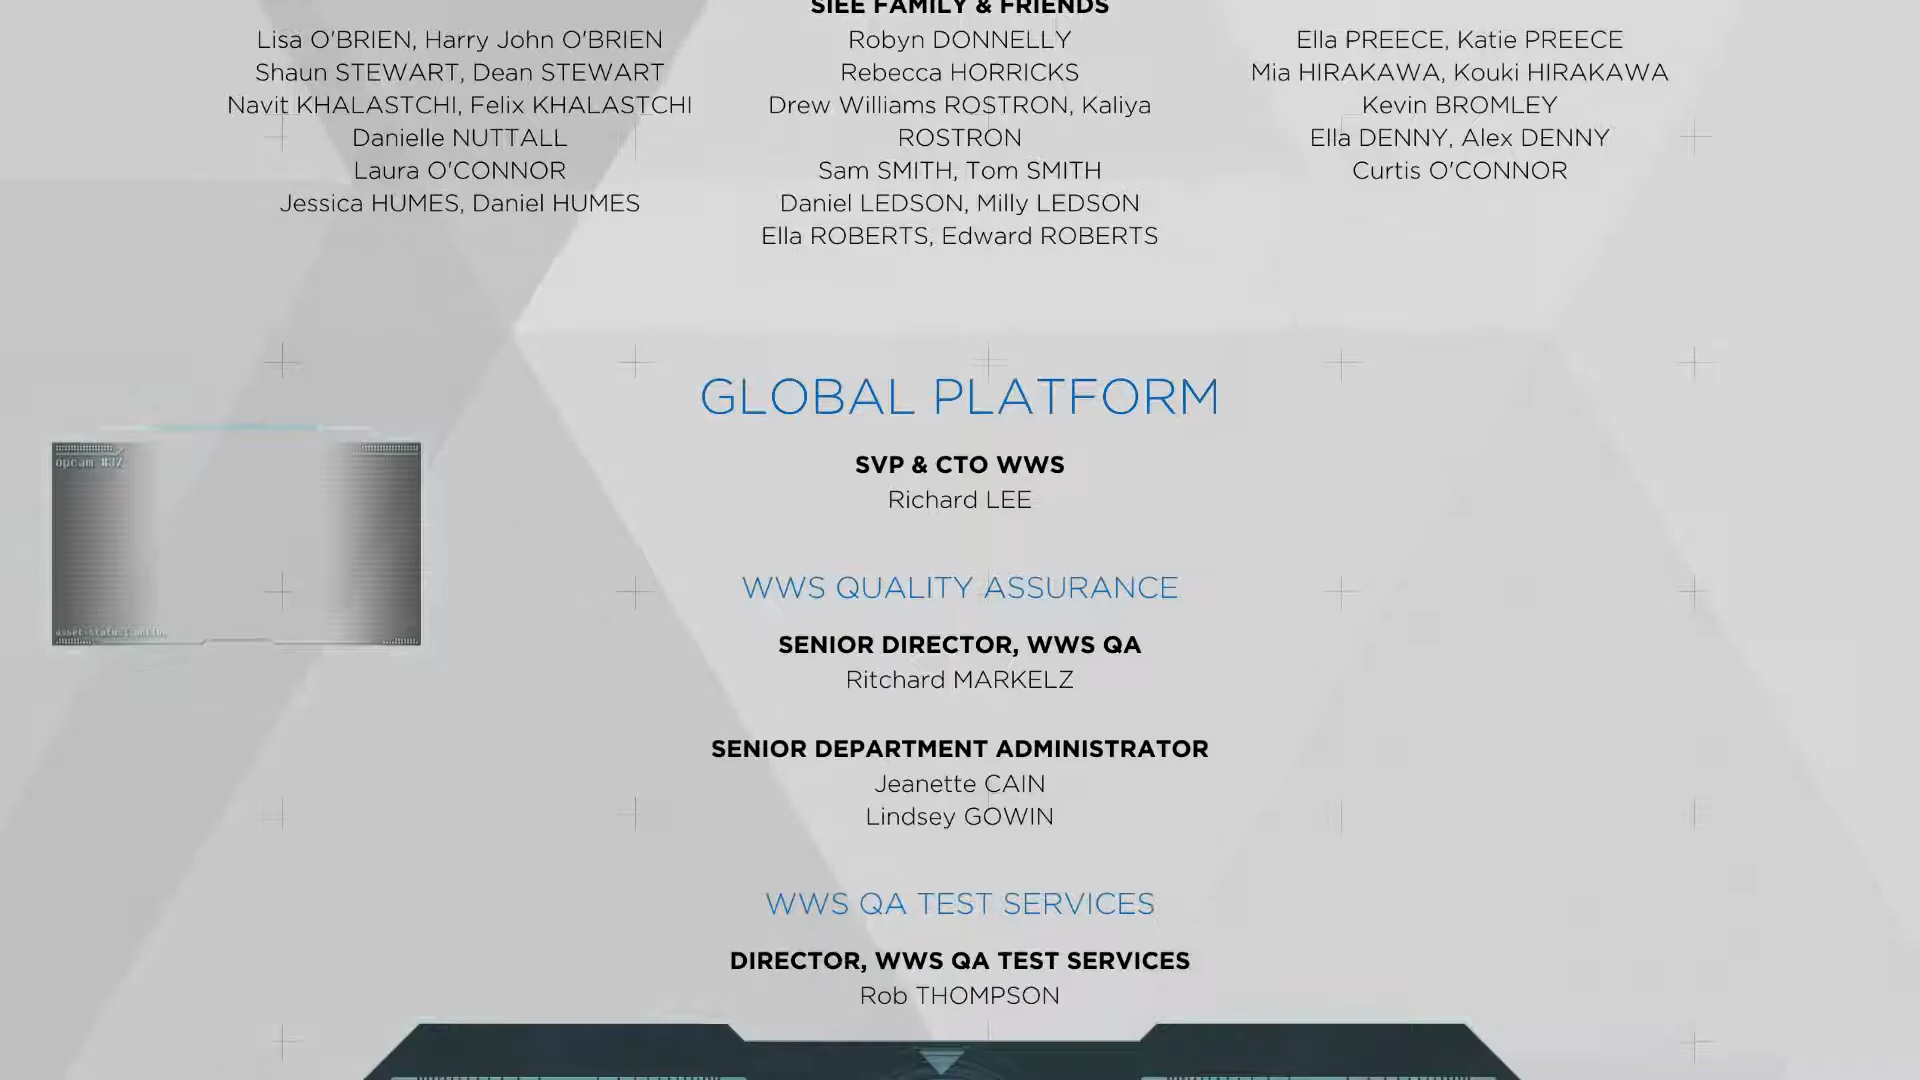 SIEE FAMILY & FRIENDS
Lisa O'BRIEN, Harry John O'BRIEN
Shaun STEWART, Dean STEWART
Navit KHALASTCHI, Felix KHALASTCHI
Danielle NUTTALL
Laura O'CONNOR
Jessica HUMES, Daniel HUMES
Robyn DONNELLY
Rebecca HORRICKS
Drew Williams ROSTRON, Kaliya
ROSTRON
Sam SMITH, Tom SMITH
Daniel LEDSON, Milly LEDSON
Ella ROBERTS, Edward ROBERTS
Ella PREECE, Katie PREECE
Mia HIRAKAWA, Kouki HIRAKAWA
Kevin BROMLEY
Ella DENNY, Alex DENNY
Curtis O'CONNOR
GLOBAL PLATFORM
SVP & CTO WWS
Richard LEE
WWS QUALITY ASSURANCE
SENIOR DIRECTOR, WWS QA
Ritchard MARKELZ
SENIOR DEPARTMENT ADMINISTRATOR
Jeanette CAIN
Lindsey GOWIN
WWS QA TEST SERVICES
DIRECTOR, WWS QA TEST SERVICES
Rob THOMPSON
opcam #37